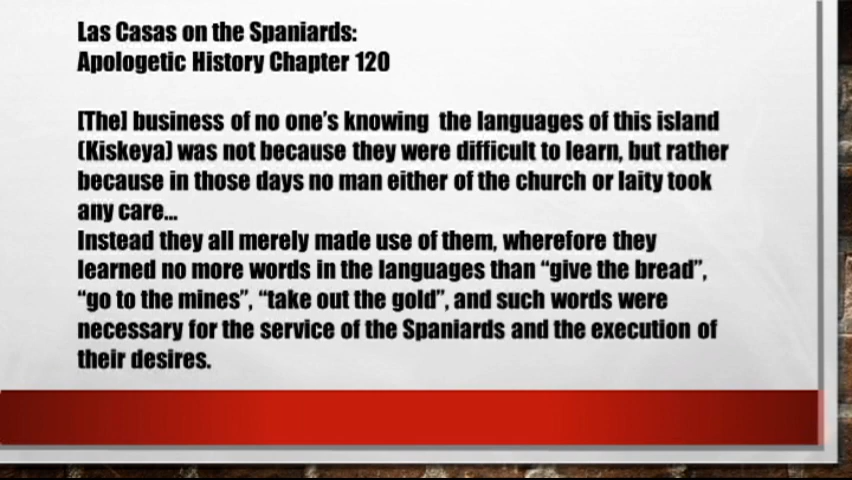 Las Casas on the Spaniards:
Apologetic History Chapter 120
[The] business of no one's knowing the languages of this island
(Kiskeya) was not because they were difficult to learn, but rather
because in those days no man either of the church or laity took
any care...
Instead they all merely made use of them, wherefore they
learned no more words in the languages than “give the bread”,
“go to the mines”, “take out the gold”, and such words were
necessary for the service of the Spaniards and the execution of
their desires.